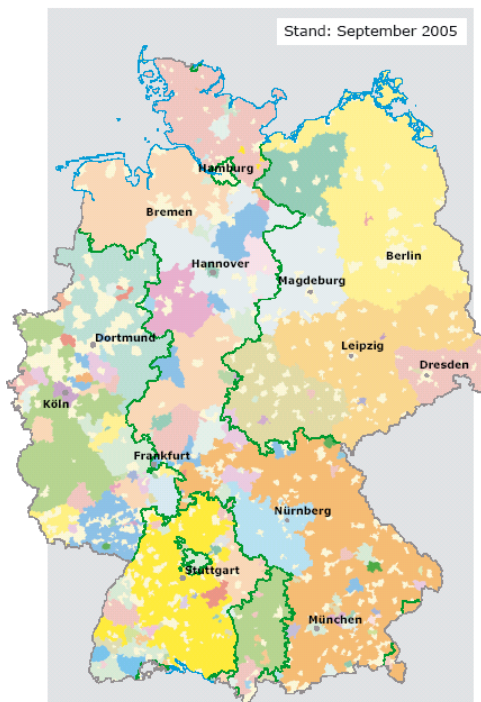 Stand: September 2005
Hamburg
Bremen
Berlin
Hannover
Magdeburg
Dortmund
Leipzig
Dresden
Köln
Frankfurt
Nürnberg
Stuttgart
München